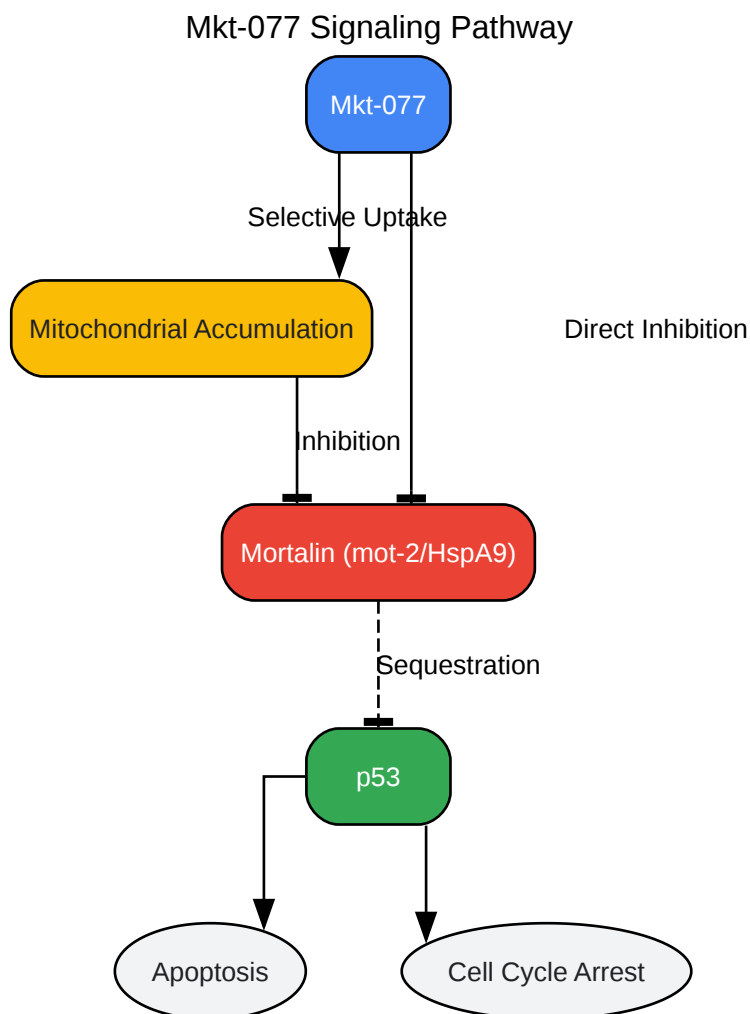 Mkt-077 Signaling Pathway
Mkt-077
Selective Uptake
Mitochondrial Accumulation
Direct Inhibition
Inhibition
Mortalin (mot-2/HspA9)
Sequestration
p53
Apoptosis
Cell Cycle Arrest